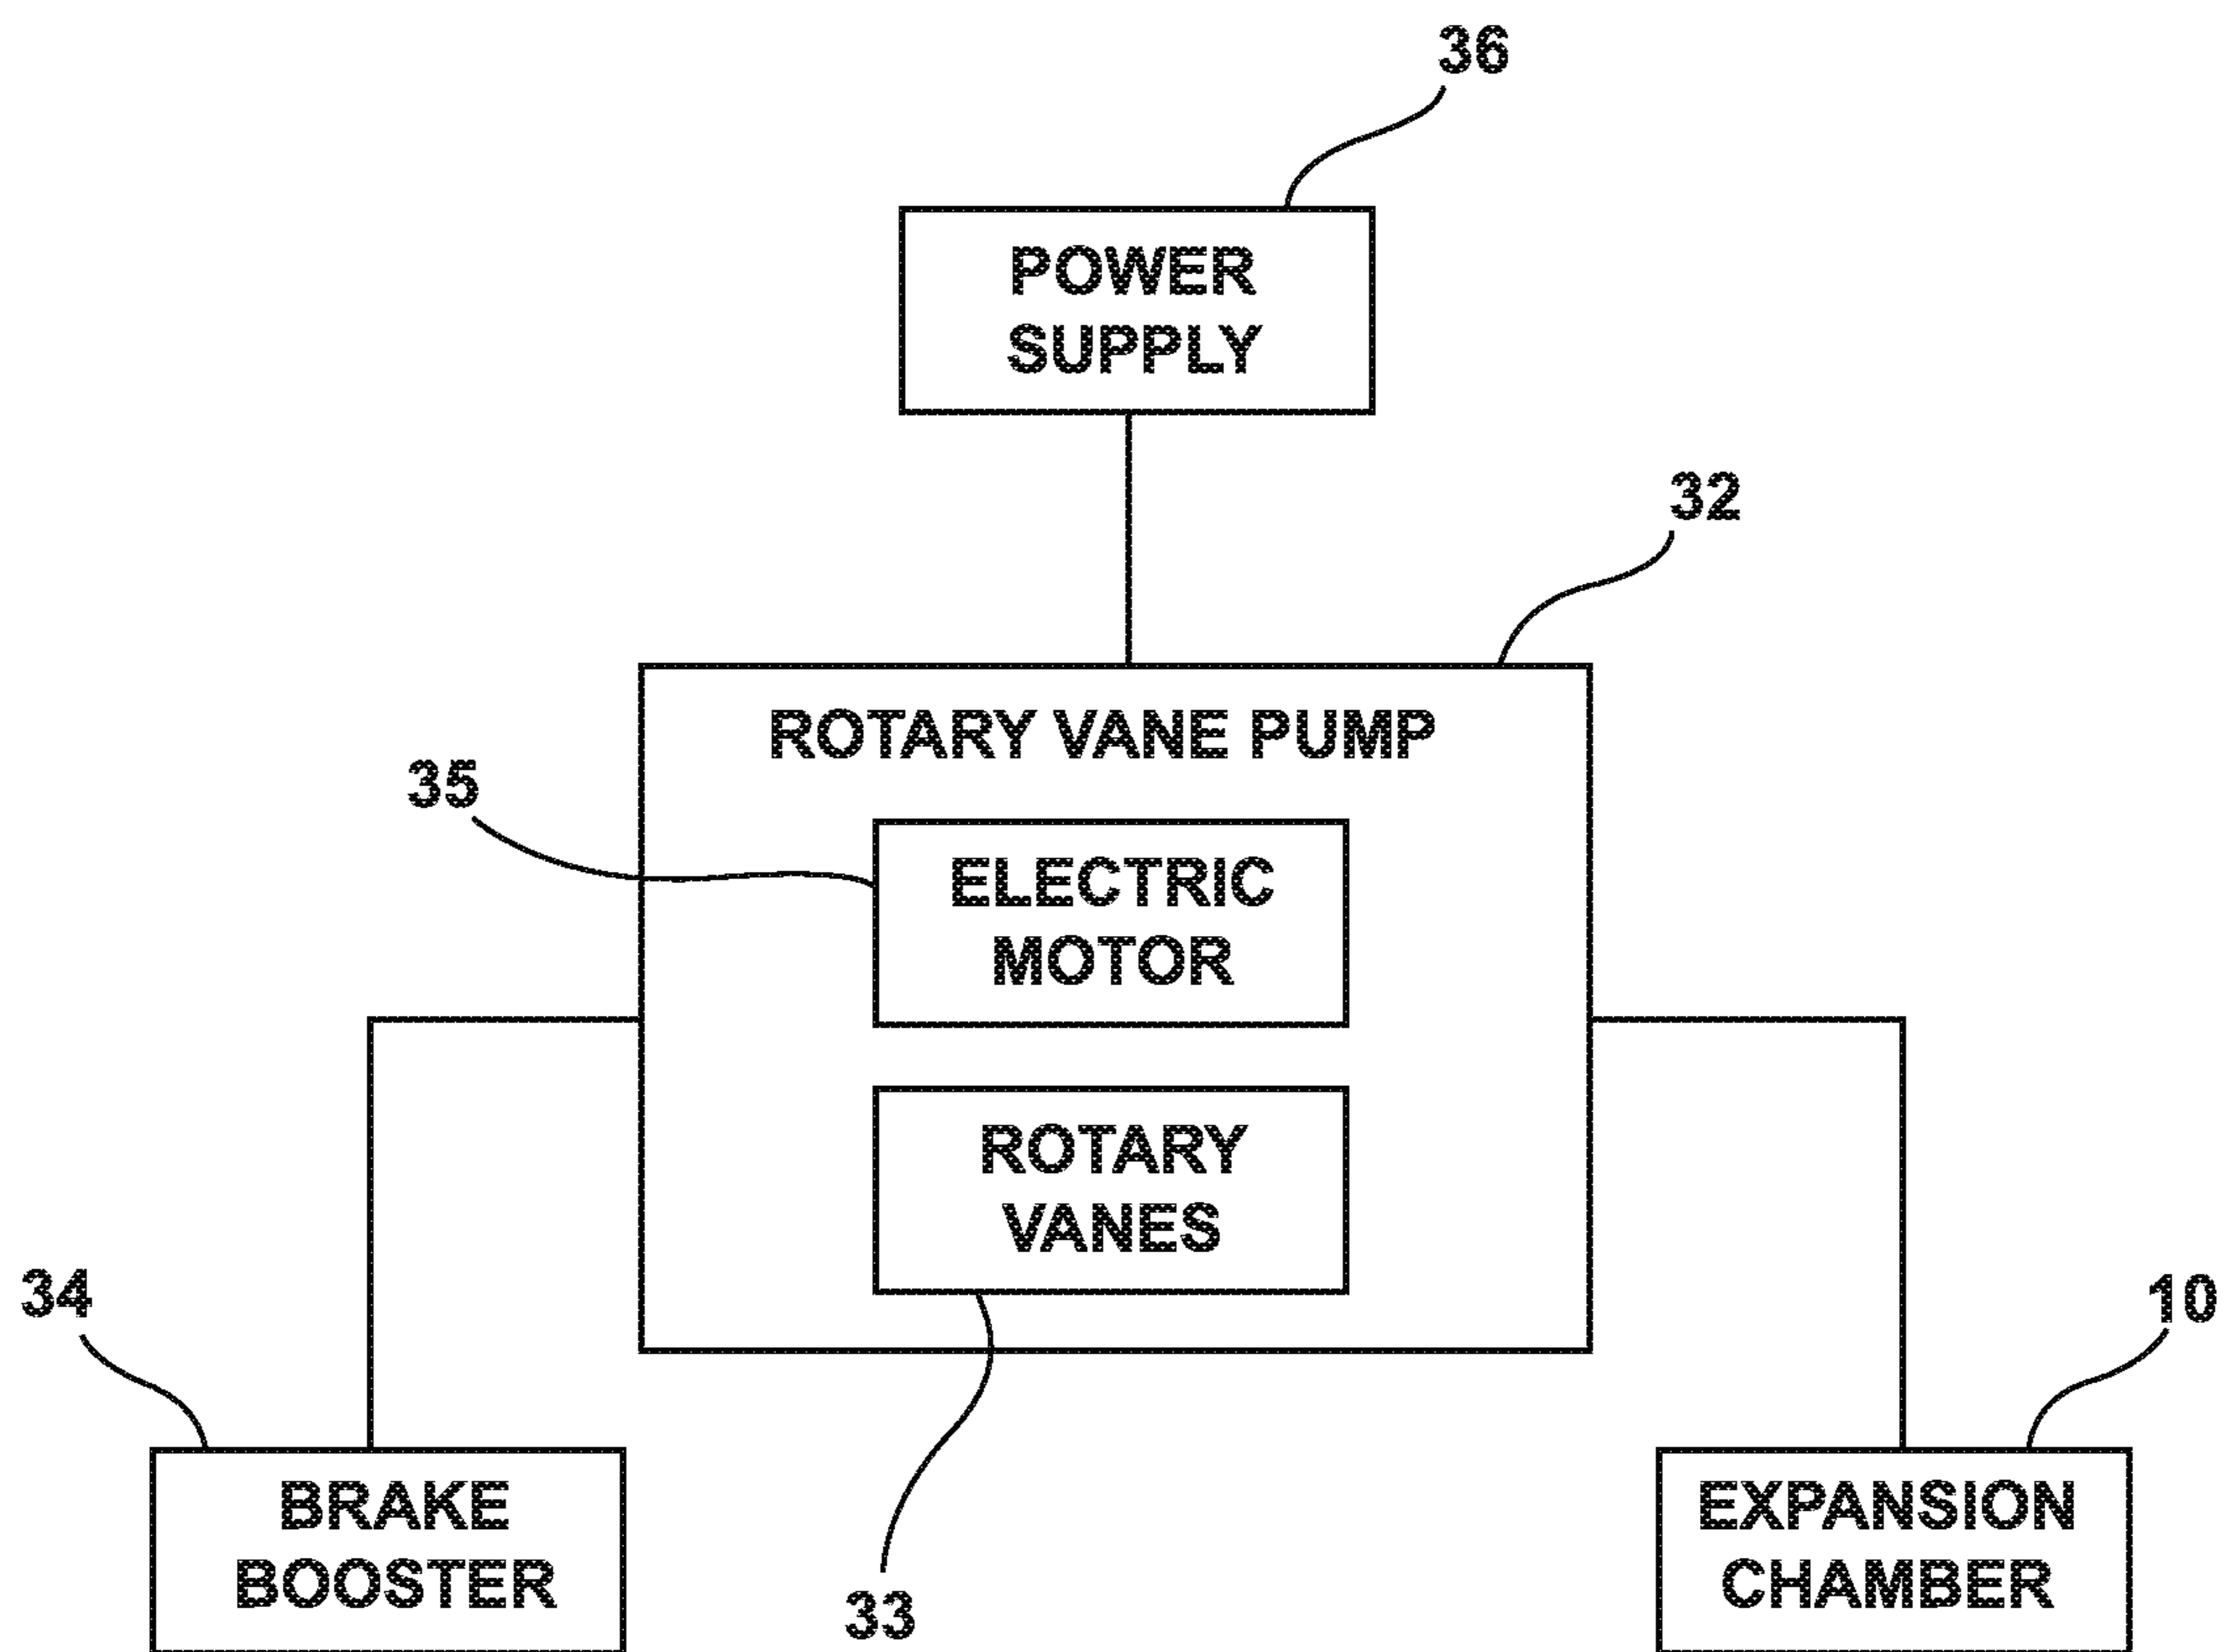 36
POWER
SUPPLY
32
ROTARY VANE PUMP
35
ELECTRIC
MOTOR
ROTARY
VANES
34
10
BRAKE
BOOSTER
EXPANSION
CHAMBER
33